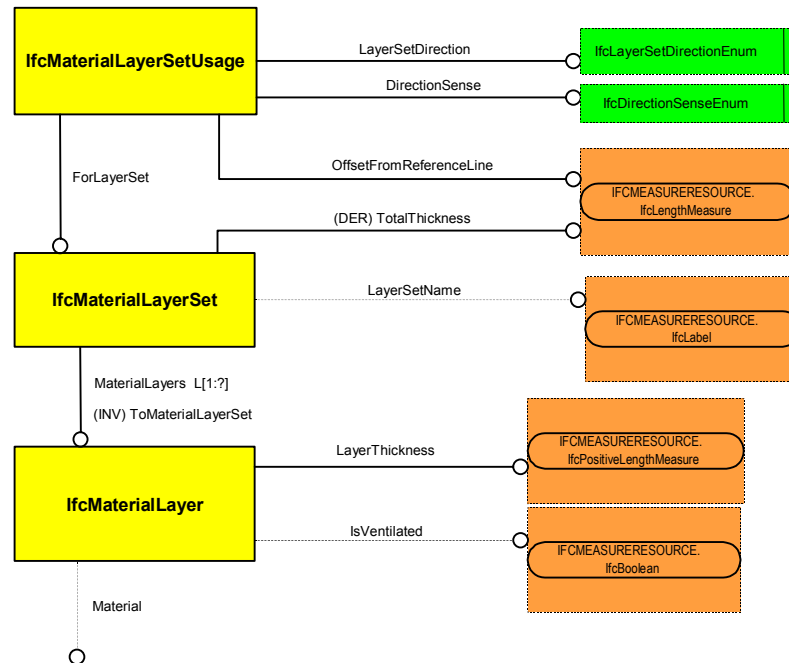 LayerSetDirection
IfcLayerSetDirectionEnum
IfcMaterialLayerSetUsage
DirectionSense
IfcDirectionSenseEnum
OffsetFromReferenceLine
ForLayerSet
IFCMEASURERESOURCE.
IfcLengthMeasure
(DER) TotalThickness
LayerSetName
IfcMaterialLayerSet
IFCMEASURERESOURCE.
IfcLabel
MaterialLayers L[1:?]
(INV) ToMaterialLayerSet
LayerThickness
IFCMEASURERESOURCE.
IfcPositiveLengthMeasure
IfcMaterialLayer
IsVentilated
IFCMEASURERESOURCE.
IfcBoolean
Material